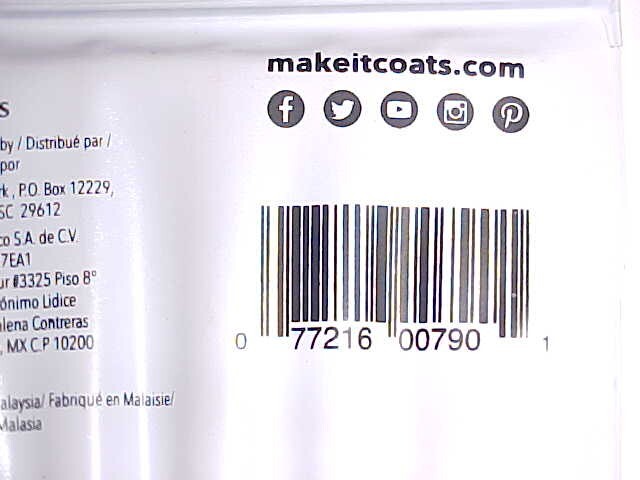 makeitcoats.com
s
by / Distribué par /
por
rk , P.O. Box 12229,
SC 29612
co S.A. de C.V.
7EA1
ur #3325 Piso 8°
ónimo Lidice
alena Contreras
, MX C.P 10200
alaysia/ Fabriqué en Malaisie/
Malasia
0 77216 00790 1